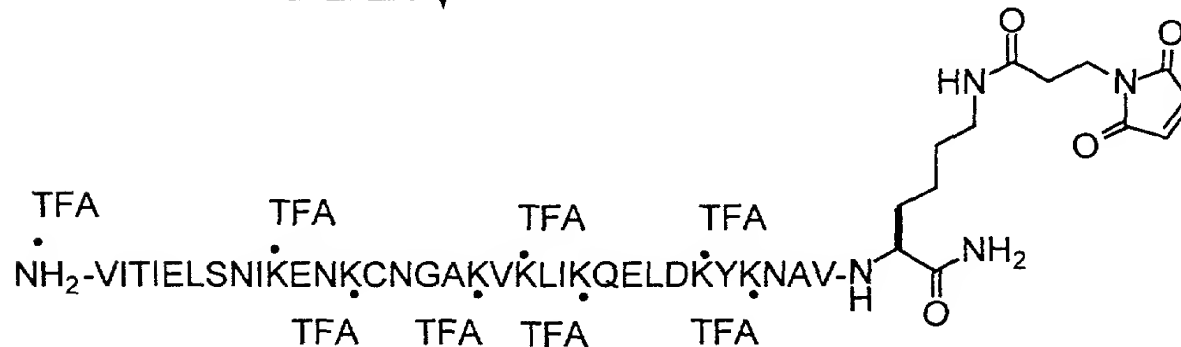 O
O
HN
N
O
O
TFA TFA TFA TFA
NH₂-VITIELSNIKENKCNGAKVKLIKQELDKYKNAV-N
H
NH₂
O
TFA TFA TFA TFA